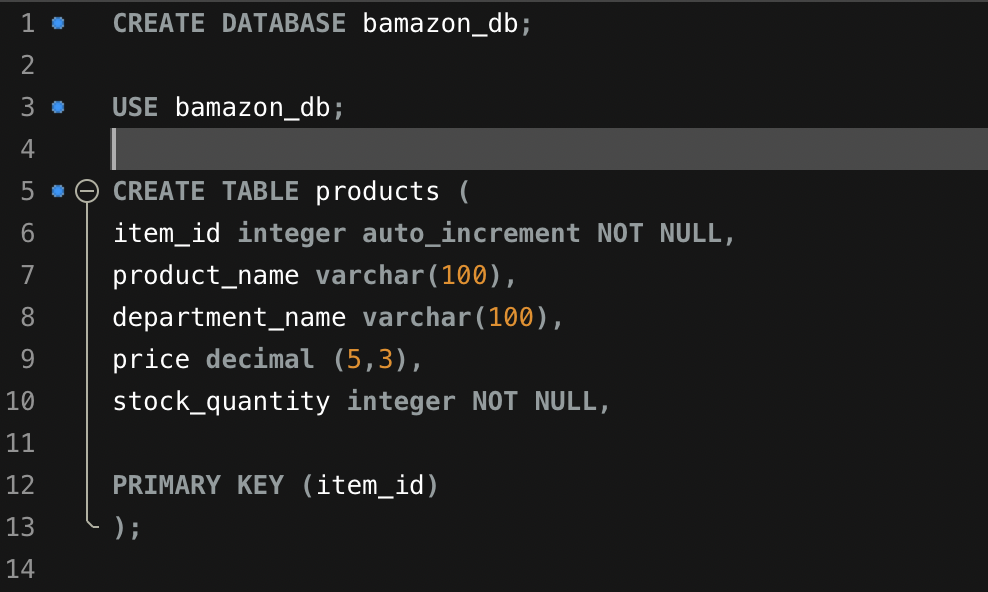 1 CREATE DATABASE bamazon_db;
2
3 USE bamazon_db;
4
5 CREATE TABLE products (
6 item_id integer auto_increment NOT NULL,
7 product_name varchar(100),
8 department_name varchar(100),
9 price decimal (5,3),
10 stock_quantity integer NOT NULL,
11
12 PRIMARY KEY (item_id)
13 );
14